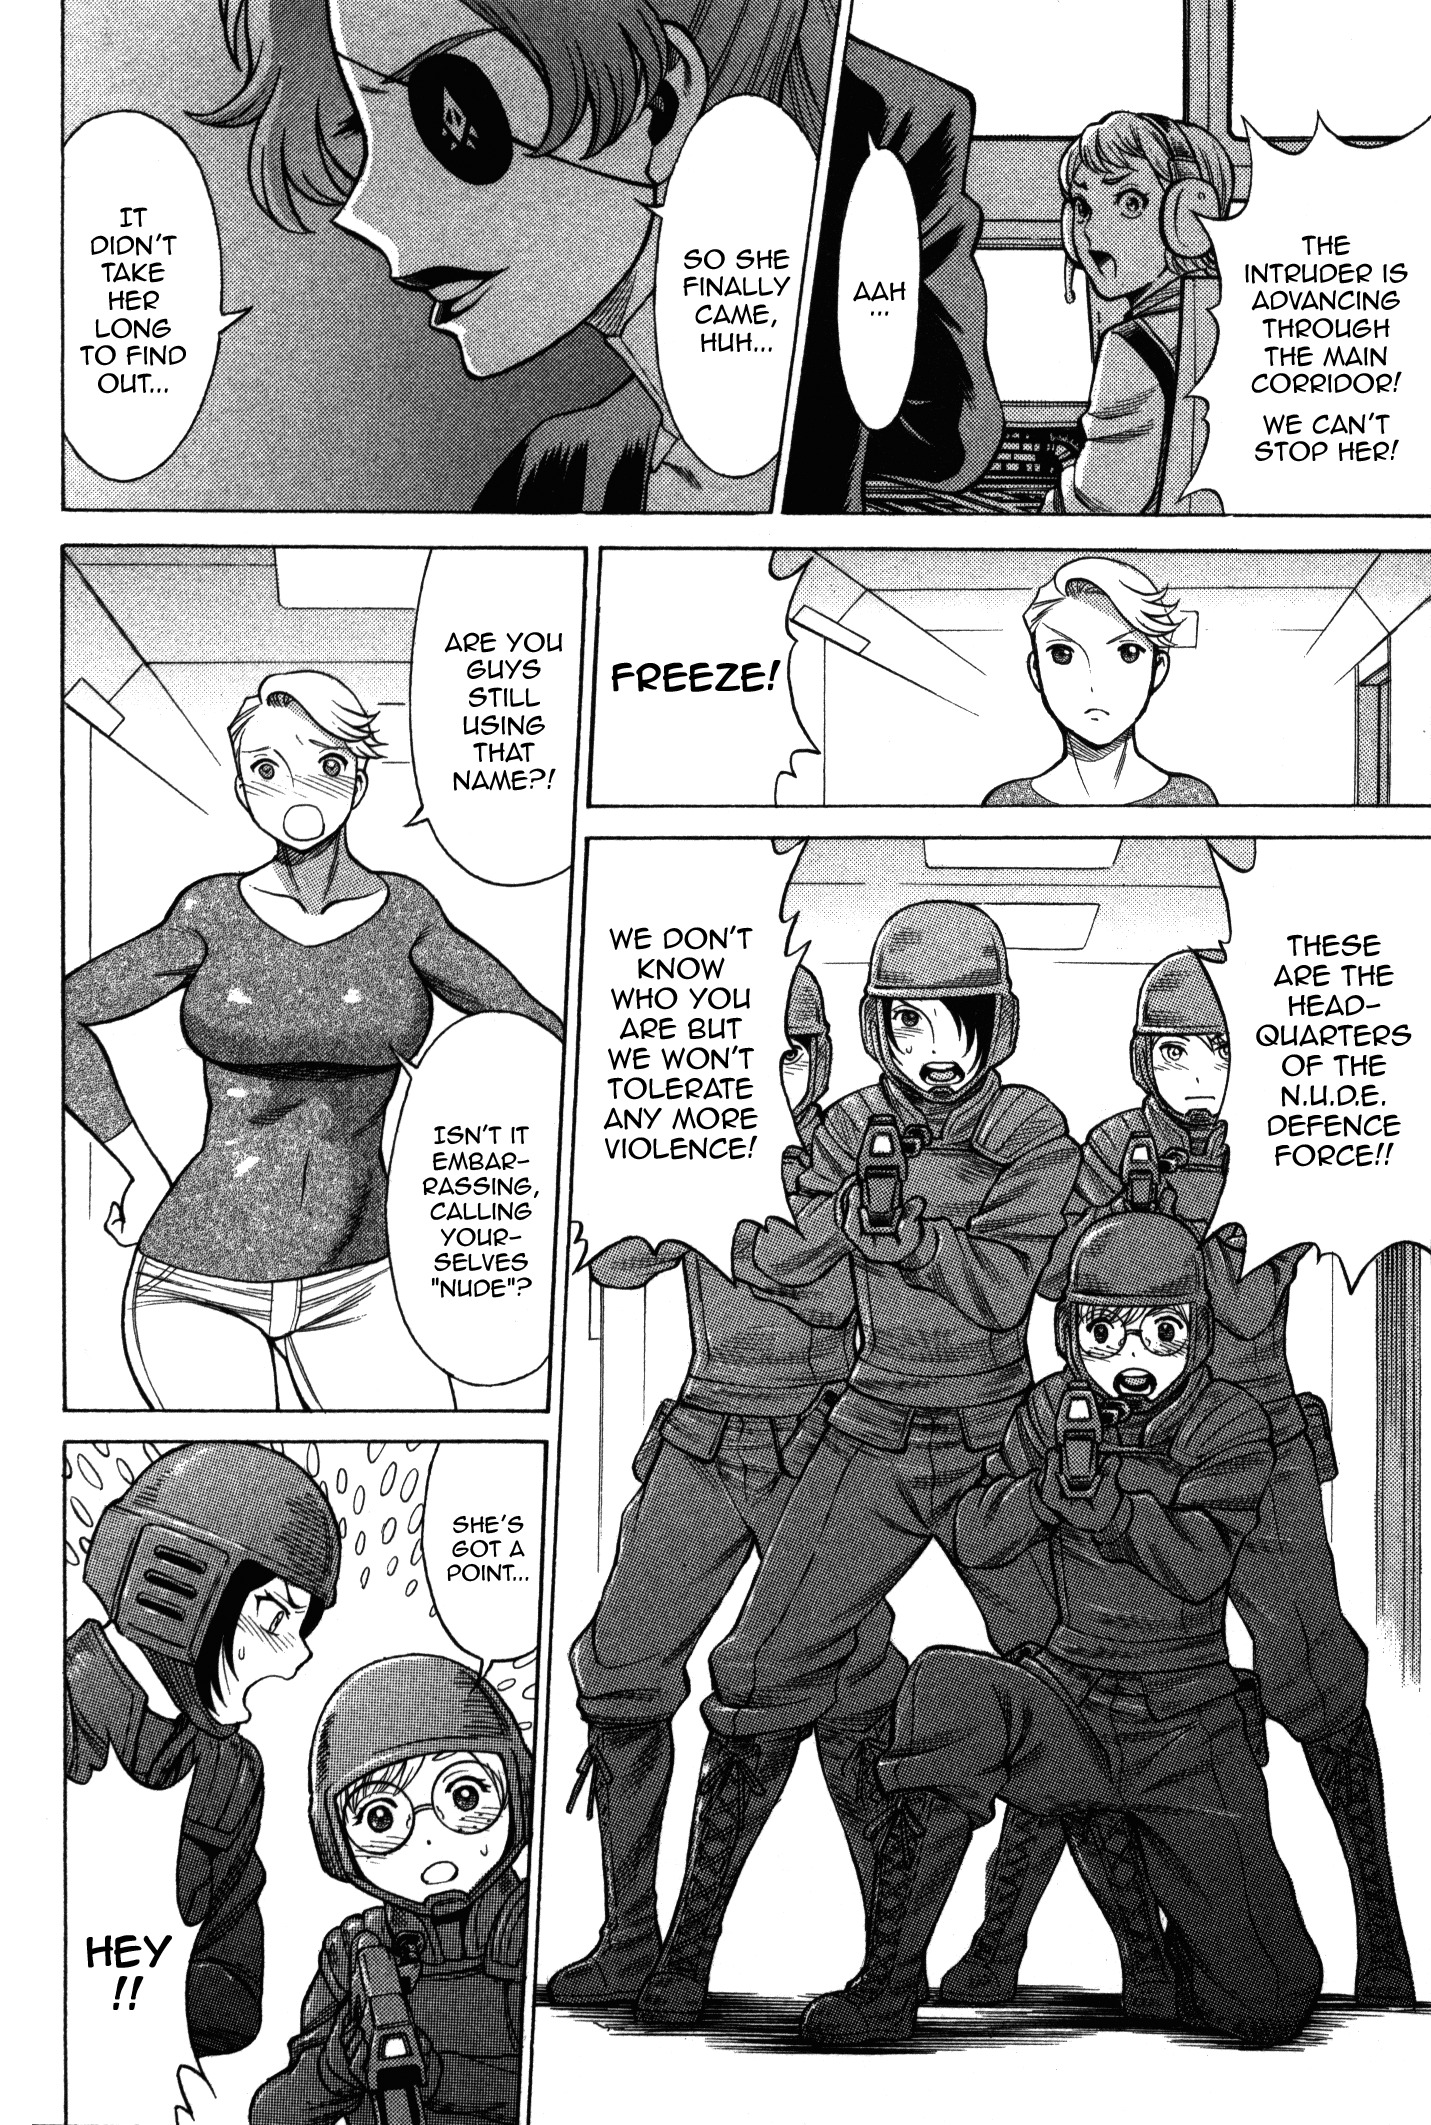 THE
INTRUDER IS
ADVANCING
THROUGH
THE MAIN
CORRIDOR!
WE CAN'T
STOP HER!
AAH
...
SO SHE
FINALLY
CAME,
HUH...
IT
DIDN'T
TAKE
HER
LONG
TO FIND
OUT...
FREEZE!
THESE
ARE THE
HEAD-
QUARTERS
OF THE
N.U.D.E.
DEFENCE
FORCE!!
WE DON'T
KNOW
WHO YOU
ARE BUT
WE WON'T
TOLERATE
ANY MORE
VIOLENCE!
ARE YOU
GUYS
STILL
USING
THAT
NAME?!
ISN'T IT
EMBAR-
RASSING,
CALLING
YOUR-
SELVES
"NUDE"?
SHE'S
GOT A
POINT...
HEY
!!